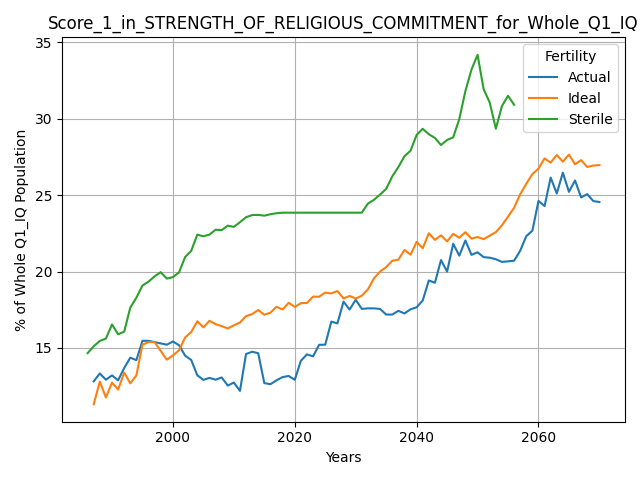 Score_1_in_STRENGTH_OF_RELIGIOUS_COMMITMENT_for_Whole_Q1_IQ
Fertility
Actual
Ideal
Sterile
% of Whole Q1_IQ Population
35
30
25
20
15
2000
2020
2040
2060
Years